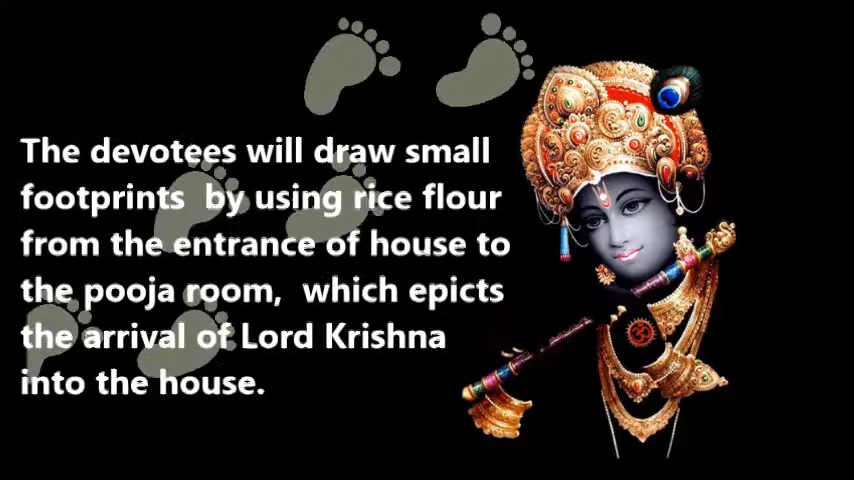 The devotees will draw small
footprints  by using rice flour
from the entrance of house to
the pooja room,  which epicts
the arrival of Lord Krishna
into the house.
ॐ